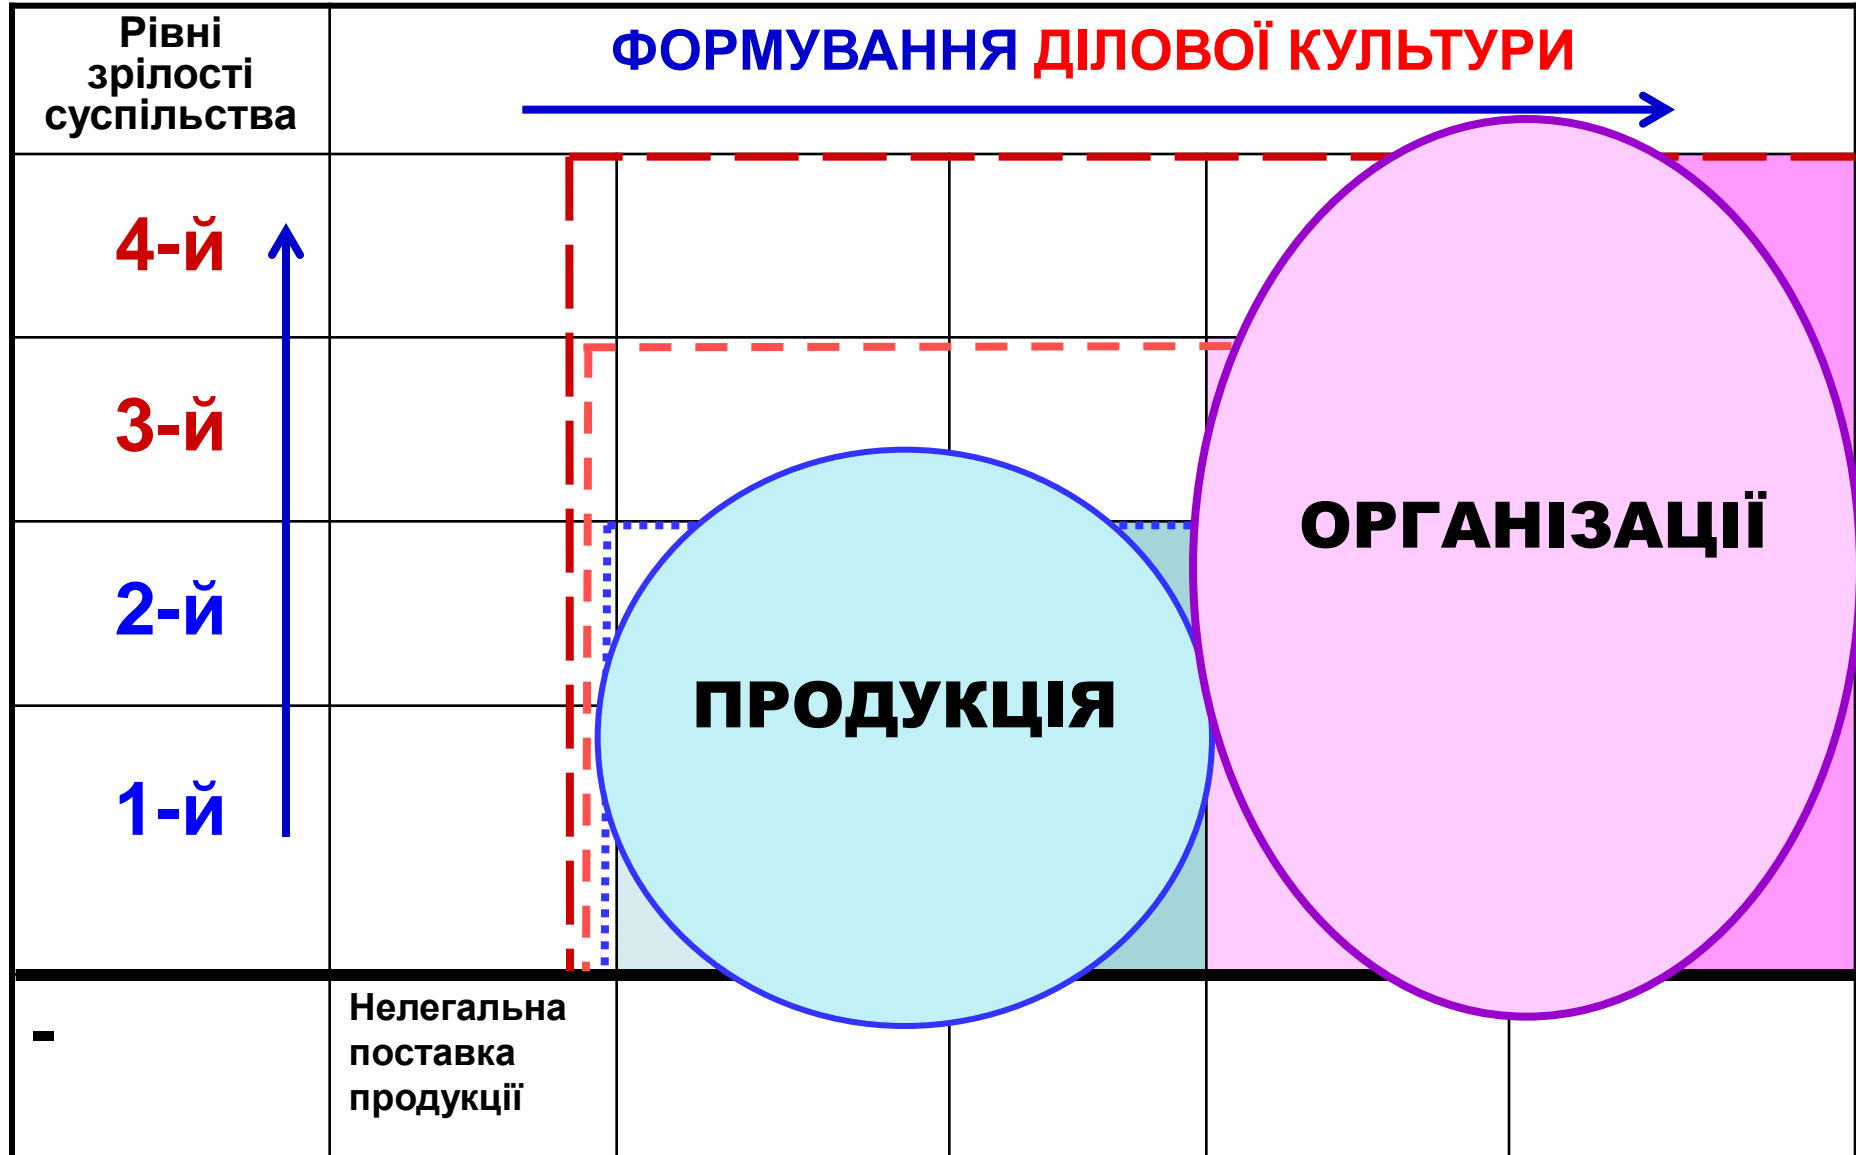 Рівні
зрілості
суспільства
ФОРМУВАННЯ ДІЛОВОЇ КУЛЬТУРИ
4-й
3-й
2-й
1-й
ПРОДУКЦІЯ
ОРГАНІЗАЦІЇ
-
Нелегальна
поставка
продукції